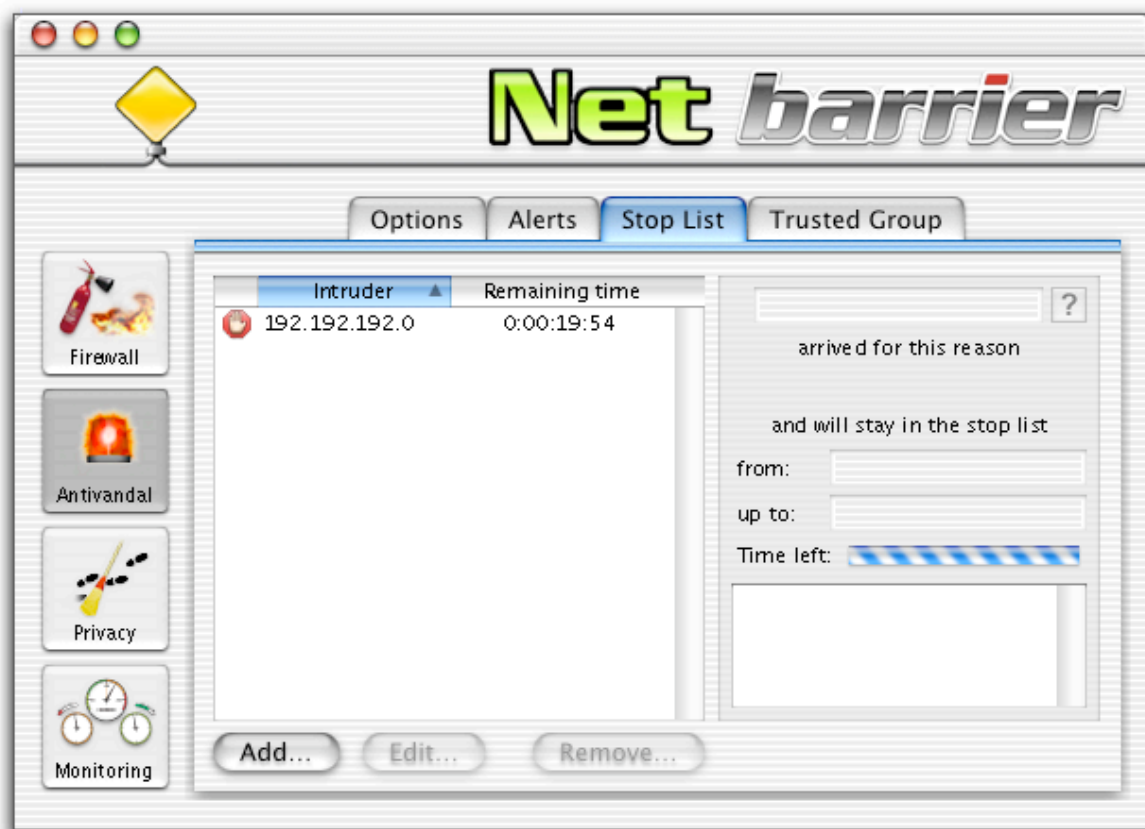 Net barrier
Options Alerts Stop List Trusted Group
Firewall
Antivandal
Privacy
Monitoring
Intruder Remaining time
192.192.192.0 0:00:19:54
?
arrived for this reason
and will stay in the stop list
from:
up to:
Time left:
Add... Edit... Remove...